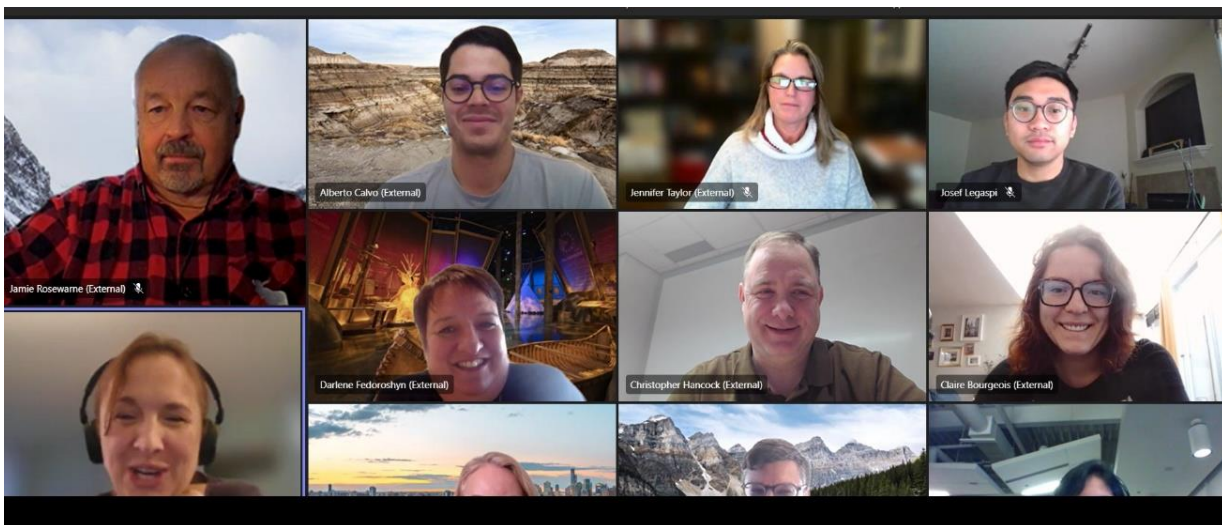 Alberto Calvo (External)
Jennifer Taylor (External)
Josef Legaspi
Jamie Rosewarne (External)
Darlene Fedoroshyn (External)
Christopher Hancock (External)
Claire Bourgeois (External)